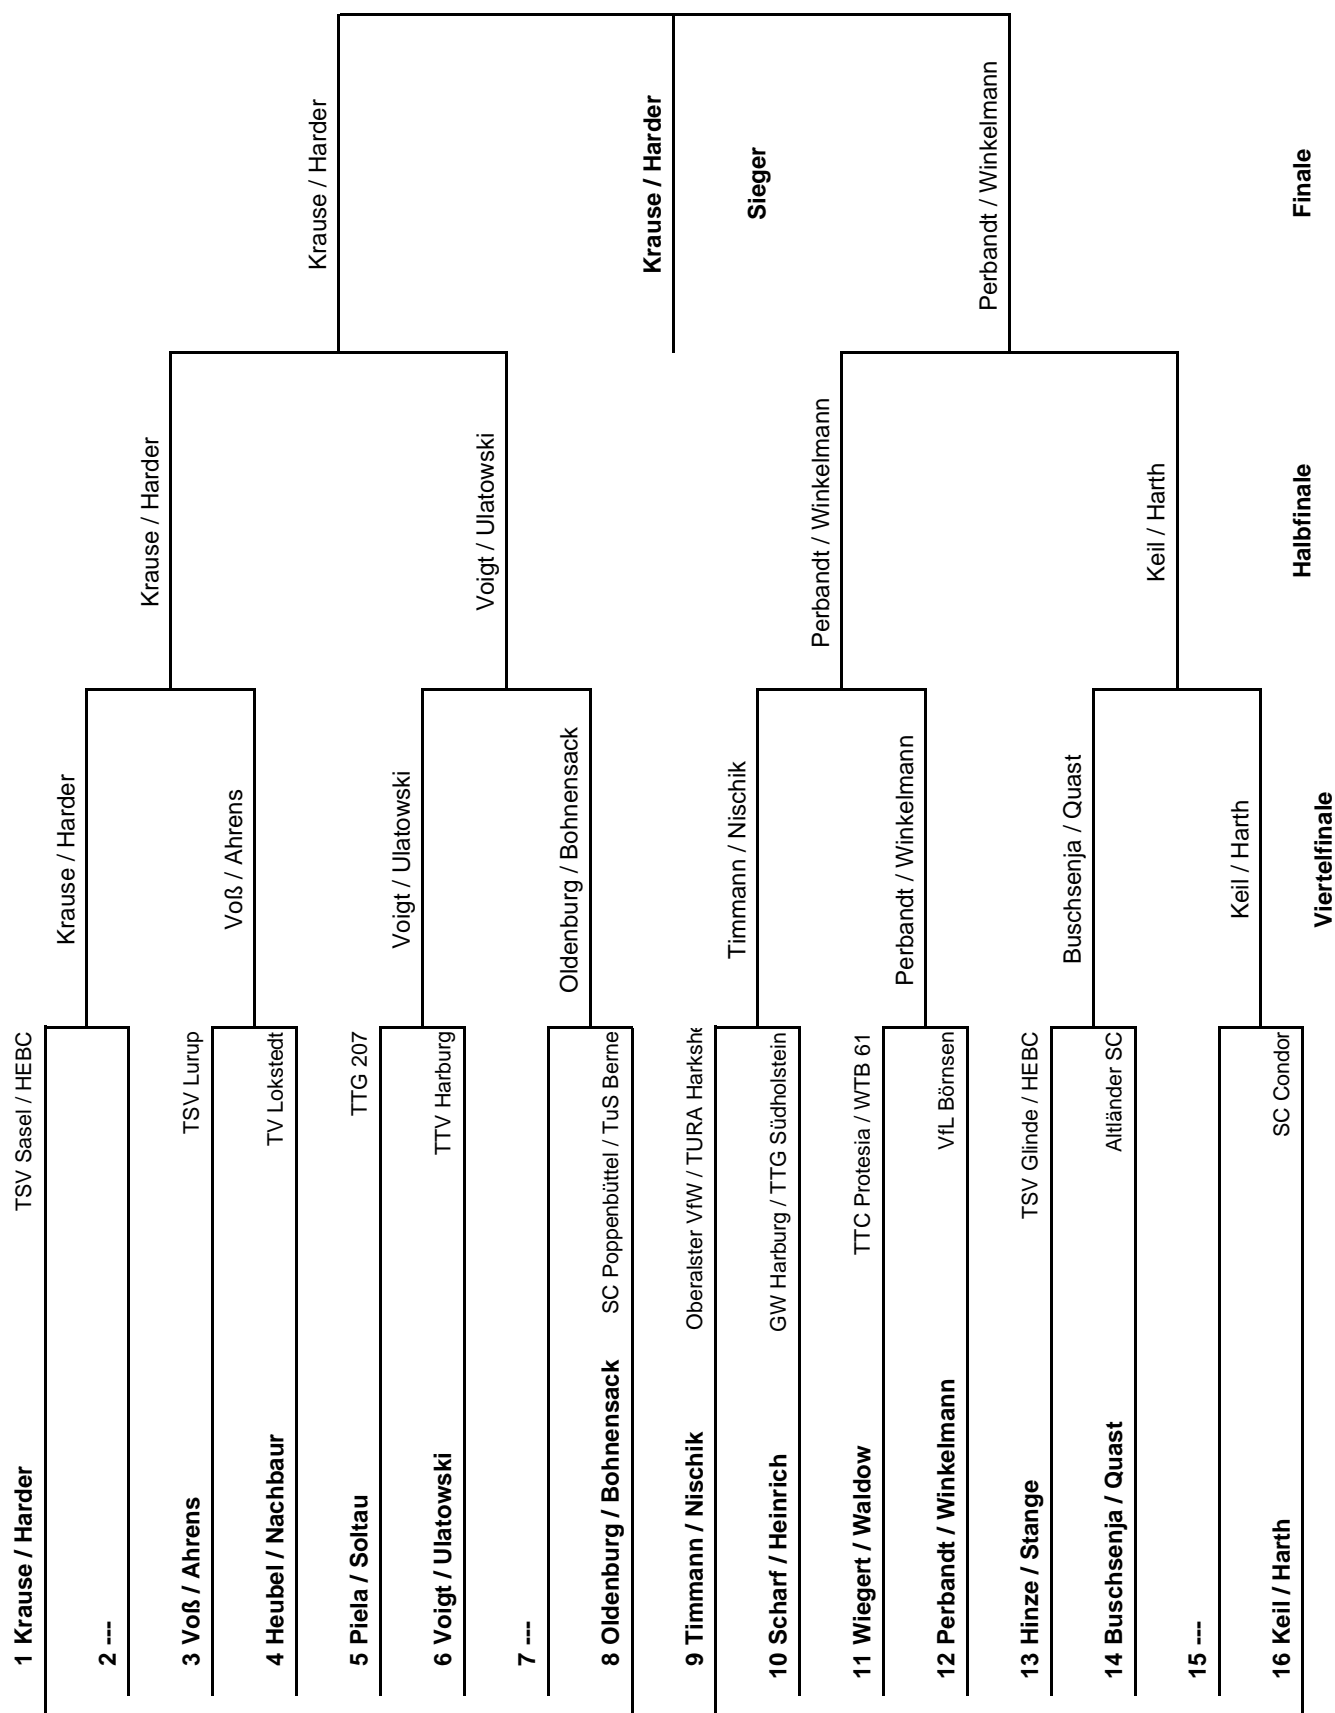 1 Krause / Harder TSV Sasel / HEBC
Krause / Harder
2 ---
Krause / Harder
3 Voß / Ahrens TSV Lurup
Voß / Ahrens
4 Heubel / Nachbaur TV Lokstedt
Krause / Harder
5 Piela / Soltau TTG 207
Voigt / Ulatowski
6 Voigt / Ulatowski TTV Harburg
Voigt / Ulatowski
7 ---
Oldenburg / Bohnensack
8 Oldenburg / Bohnensack SC Poppenbüttel / TuS Berne
Krause / Harder
Sieger
9 Timmann / Nischik Oberalster VfW / TURA Harkshe
Timmann / Nischik
10 Scharf / Heinrich GW Harburg / TTG Südholstein
Perbandt / Winkelmann
11 Wiegert / Waldow TTC Protesia / WTB 61
Perbandt / Winkelmann
12 Perbandt / Winkelmann VfL Börnsen
Perbandt / Winkelmann
13 Hinze / Stange TSV Glinde / HEBC
Buschsenja / Quast
14 Buschsenja / Quast Altländer SC
Keil / Harth
15 ---
Keil / Harth
16 Keil / Harth SC Condor
Viertelfinale
Halbfinale
Finale